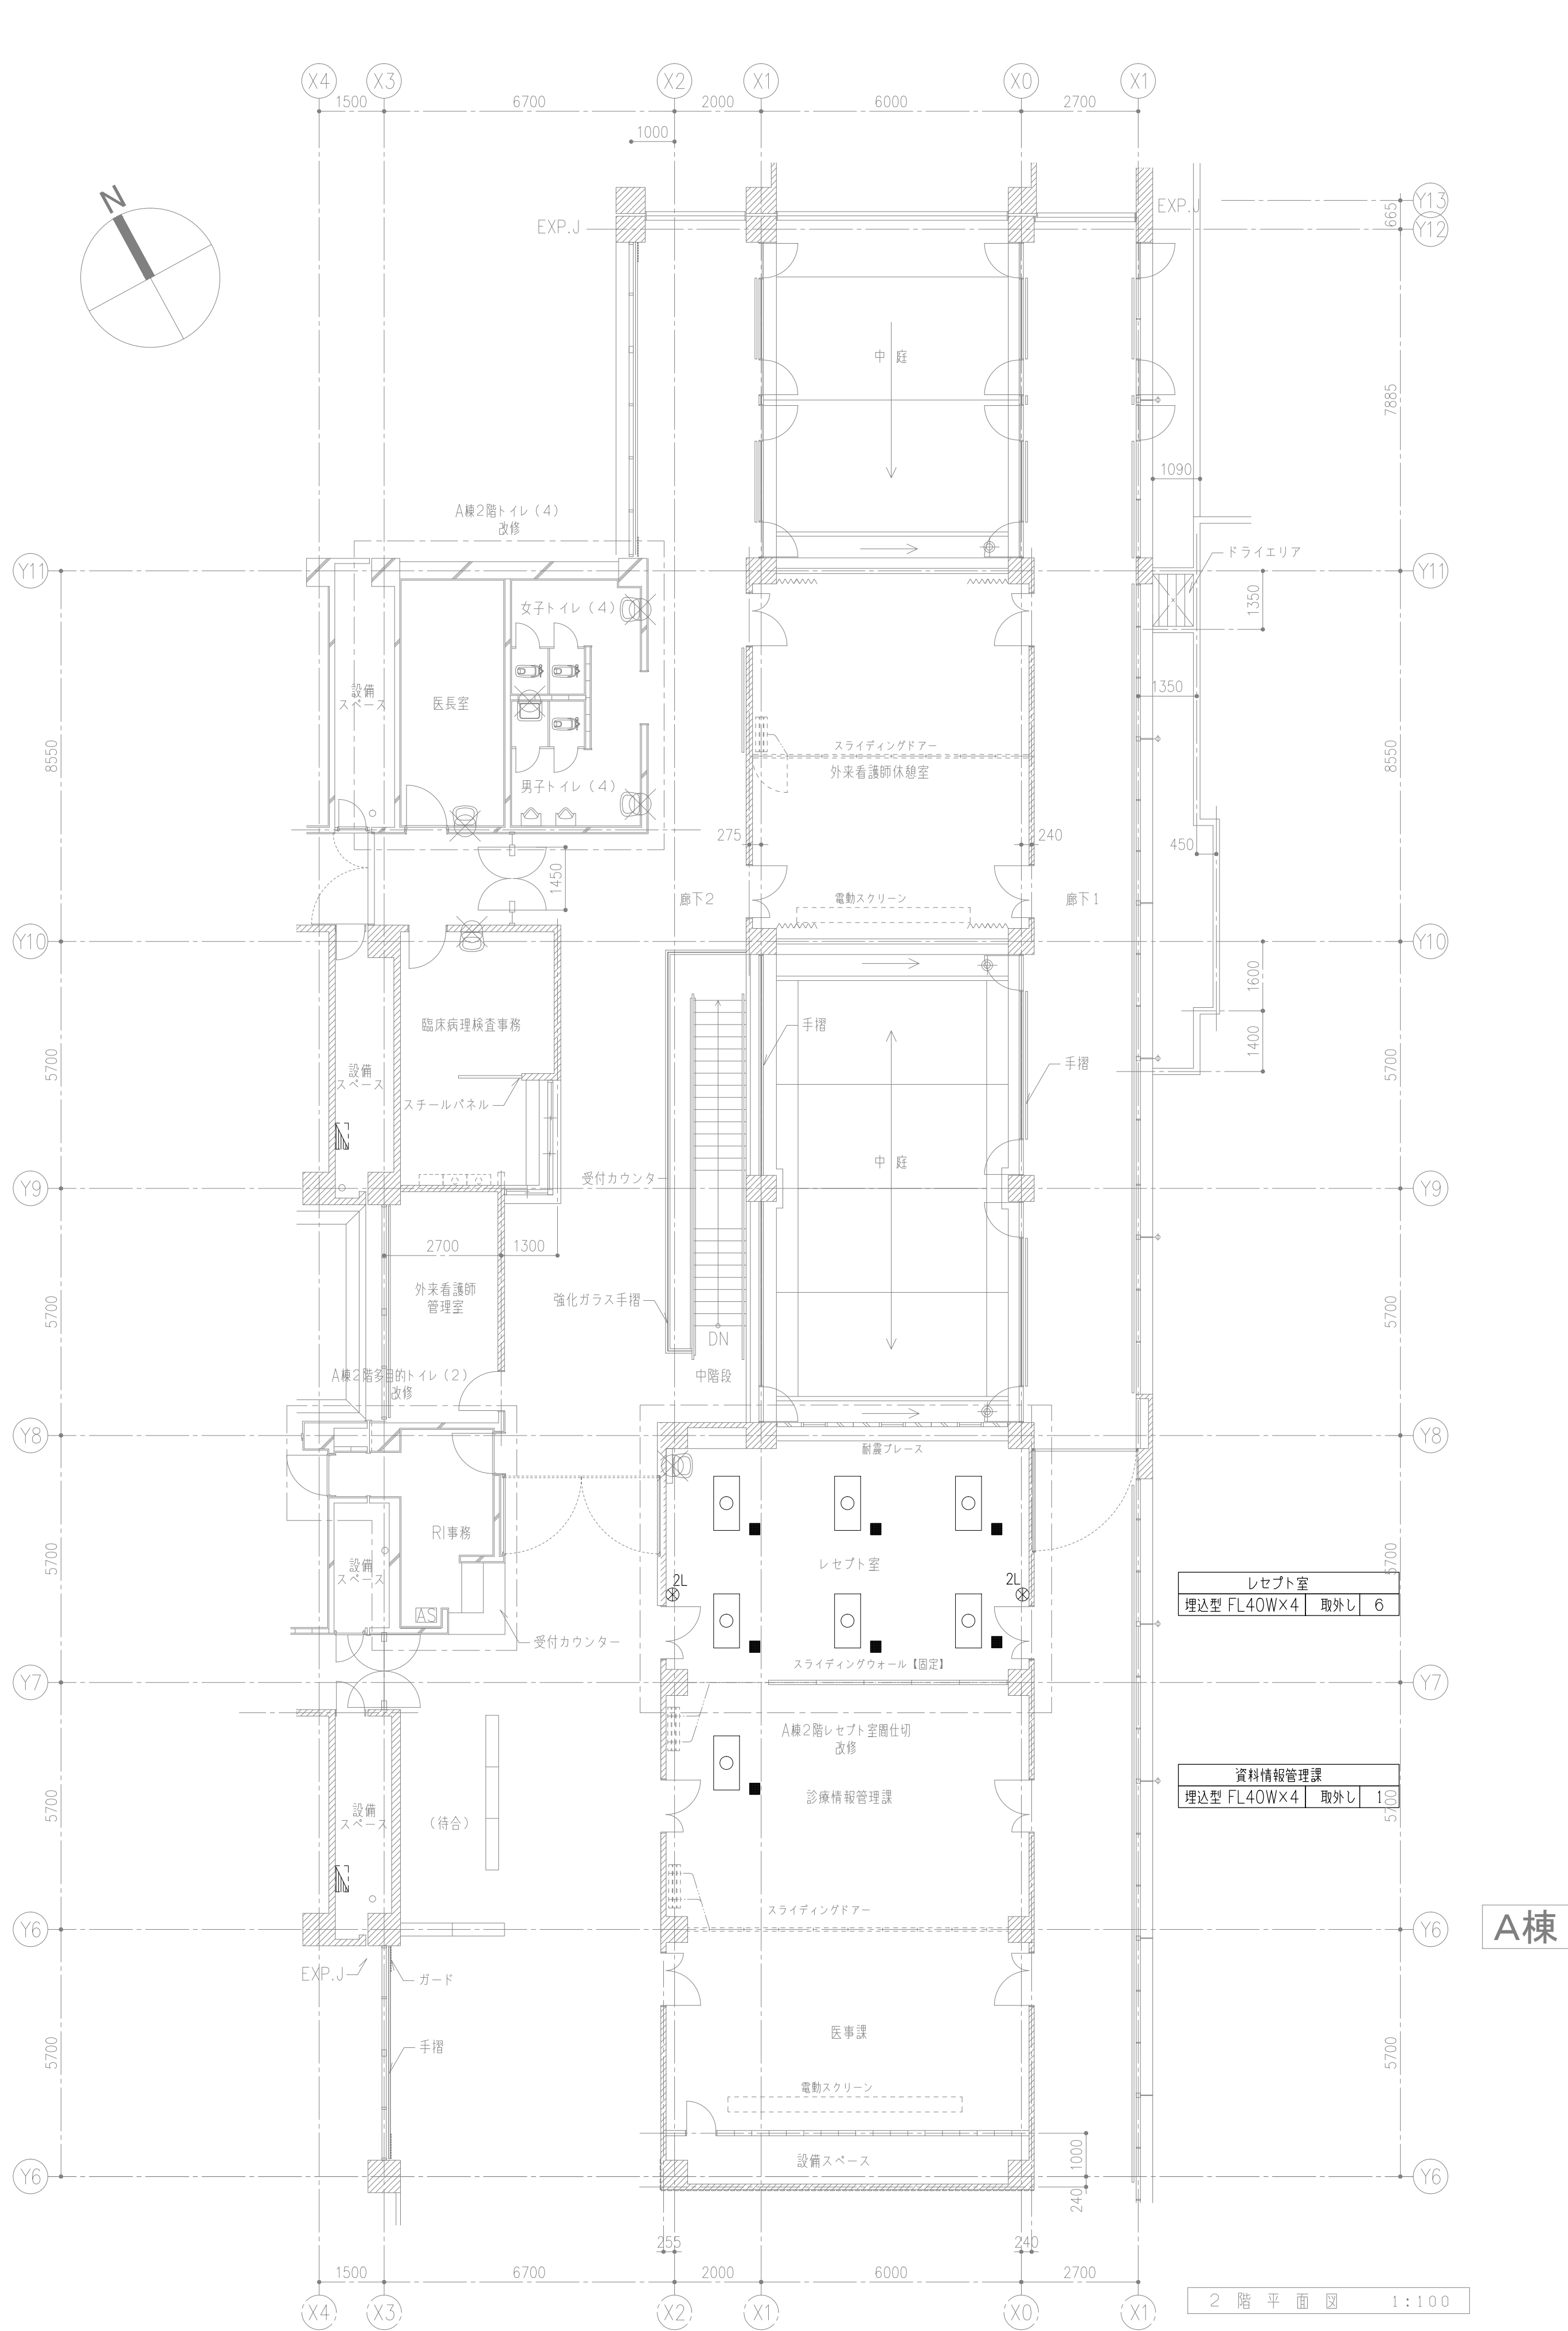 X4 X3 X2 X1 X0 X1
1500 6700 2000 6000 2700
1000
N
EXP.J
EXP.J
Y13
665
Y12
中 庭
7885
1090
A棟2階トイレ(4)
改修
ドライエリア
Y11
Y11
1350
女子トイレ(4)
設備
スペース
医長室
1350
8550
スライディングドアー
8550
外来看護師休憩室
男子トイレ(4)
275
240
450
1450
廊下2
電動スクリーン
廊下1
Y10
Y10
1600
臨床病理検査事務
手摺
1400
5700
設備
スペース
手摺
5700
スチールパネル
中 庭
受付カウンター
Y9
Y9
2700
1300
外来看護師
管理室
強化ガラス手摺
5700
5700
DN
A棟2階多目的トイレ(2)
改修
中階段
Y8
Y8
耐震ブレース
RI事務
5700
設備
スペース
レセプト室
5700
2L
2L
レセプト室
埋込型 FL40W×4 取外し 6
AS
受付カウンター
スライディングウォール【固定】
Y7
Y7
A棟2階レセプト室間仕切
改修
資料情報管理課
埋込型 FL40W×4 取外し 1
5700
設備
スペース
(待合)
診療情報管理課
5700
スライディングドアー
Y6
Y6
A棟
EXP.J
ガード
医事課
5700
手摺
5700
電動スクリーン
設備スペース
1000
Y6
Y6
240
255
240
1500 6700 2000 6000 2700
X4 X3 X2 X1 X0 X1
2 階 平 面 図 1:100